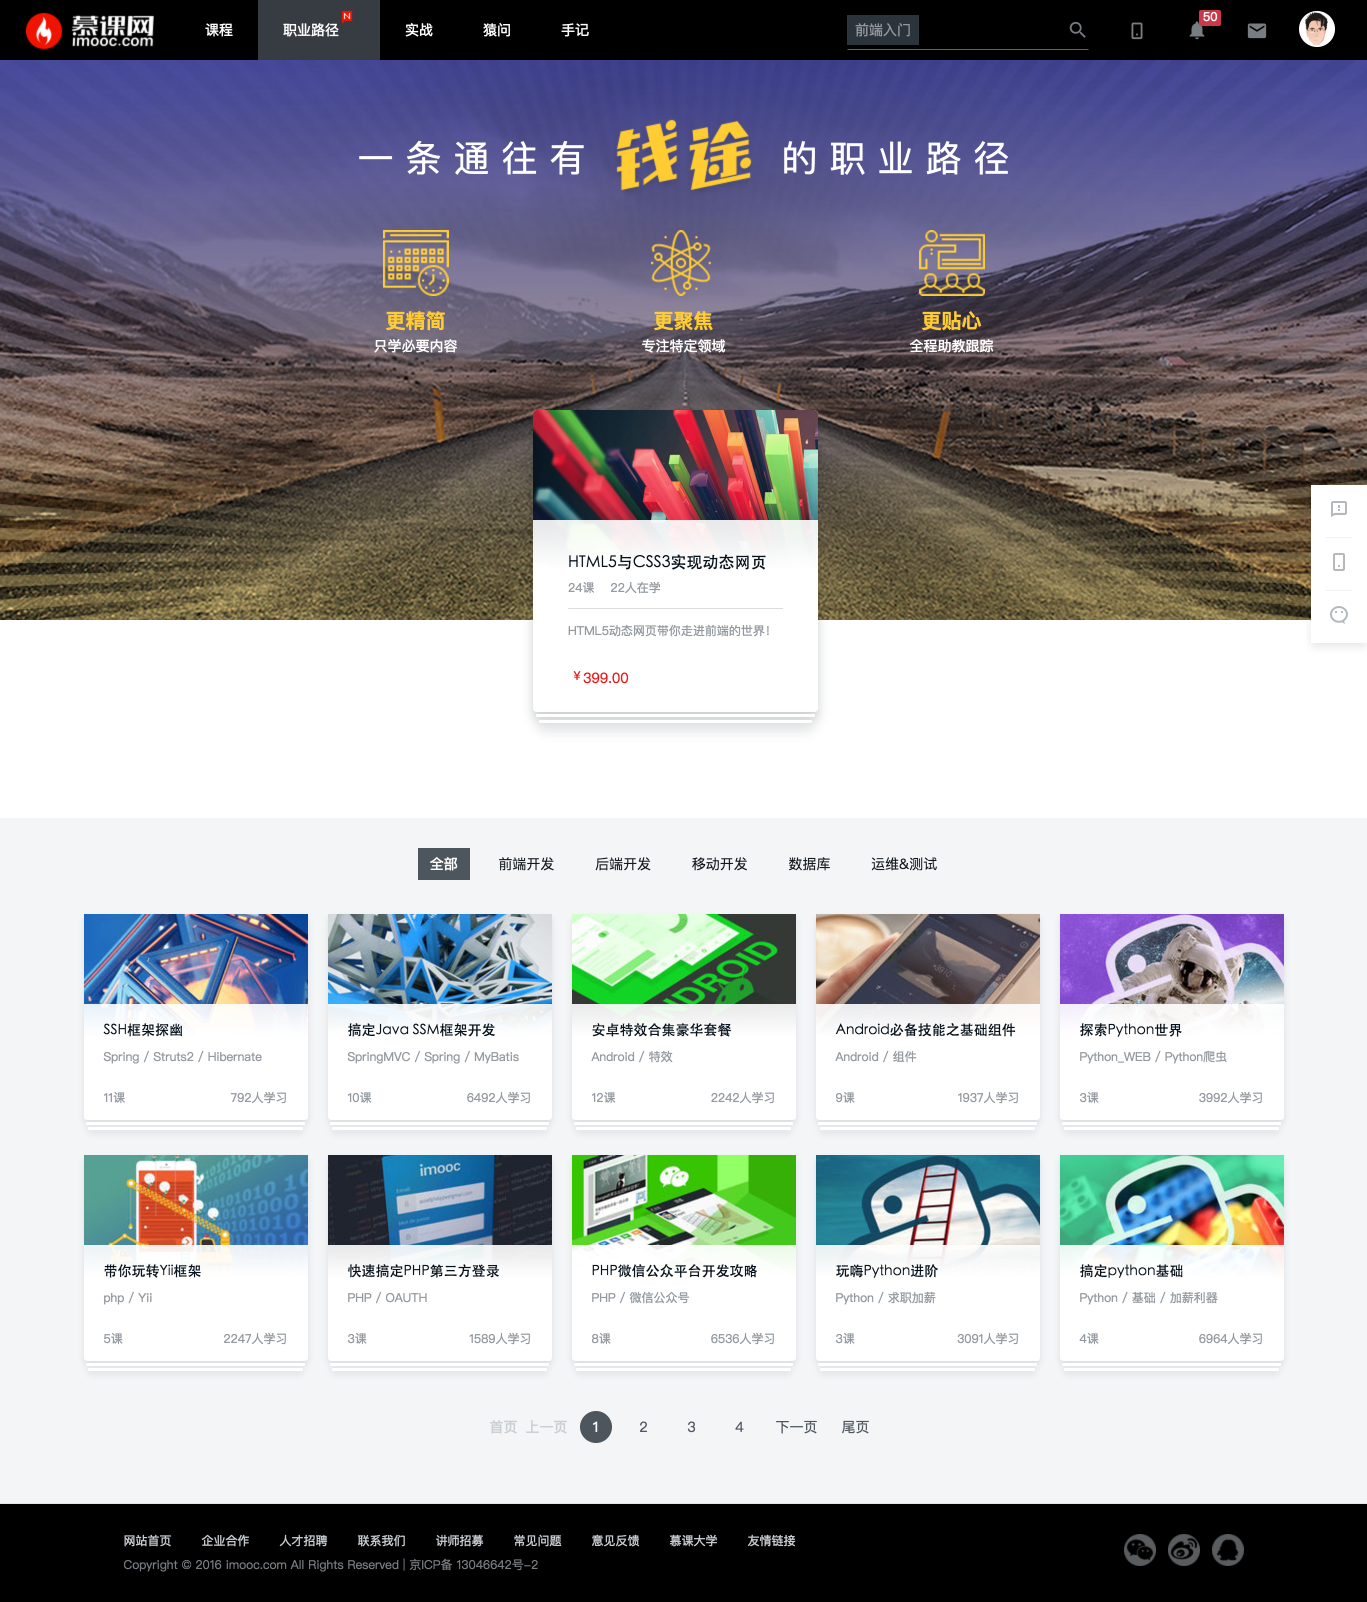 慕课网
imooc.com
课程 职业路径 N 实战 猿问 手记 前端入门 50
一条通往有 钱途 的职业路径
更精简 更聚焦 更贴心
只学必要内容 专注特定领域 全程助教跟踪
HTML5与CSS3实现动态网页
24课 22人在学
HTML5动态网页带你走进前端的世界!
¥399.00
全部 前端开发 后端开发 移动开发 数据库 运维&测试
ANDROID
SSH框架探幽 搞定Java SSM框架开发 安卓特效合集豪华套餐 Android必备技能之基础组件 探索Python世界
Spring / Struts2 / Hibernate SpringMVC / Spring / MyBatis Android / 特效 Android / 组件 Python_WEB / Python爬虫
11课 792人学习 10课 6492人学习 12课 2242人学习 9课 1937人学习 3课 3992人学习
imooc
带你玩转Yii框架 快速搞定PHP第三方登录 PHP微信公众平台开发攻略 玩嗨Python进阶 搞定python基础
php / Yii PHP / OAUTH PHP / 微信公众号 Python / 求职加薪 Python / 基础 / 加薪利器
5课 2247人学习 3课 1589人学习 8课 6536人学习 3课 3091人学习 4课 6964人学习
首页 上一页 1 2 3 4 下一页 尾页
网站首页 企业合作 人才招聘 联系我们 讲师招募 常见问题 意见反馈 慕课大学 友情链接
Copyright © 2016 imooc.com All Rights Reserved | 京ICP备 13046642号-2